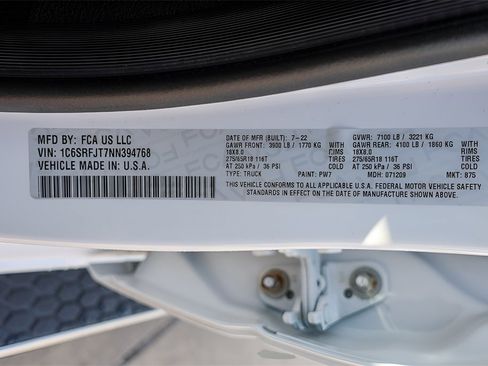 MFD BY: FCA US LLC
VIN: 1C6SRFJT7NN394768
VEHICLE MADE IN: U.S.A.
DATE OF MFR (BUILT): 7-22 GVWR: 7100 LB / 3221 KG
GAWR FRONT: 3900 LB / 1770 KG WITH GAWR REAR: 4100 LB / 1860 KG WITH
18X8.0 RIMS 18X8.0 RIMS
275/65R18 116T TIRES 275/65R18 116T TIRES
AT 250 kPa / 36 PSI COLD AT 250 kPa / 36 PSI COLD
TYPE: TRUCK PAINT: PW7 MDH: 071209 MKT: 875
THIS VEHICLE CONFORMS TO ALL APPLICABLE U.S.A. FEDERAL MOTOR VEHICLE SAFETY
STANDARDS IN EFFECT ON THE DATE OF MANUFACTURE SHOWN ABOVE.